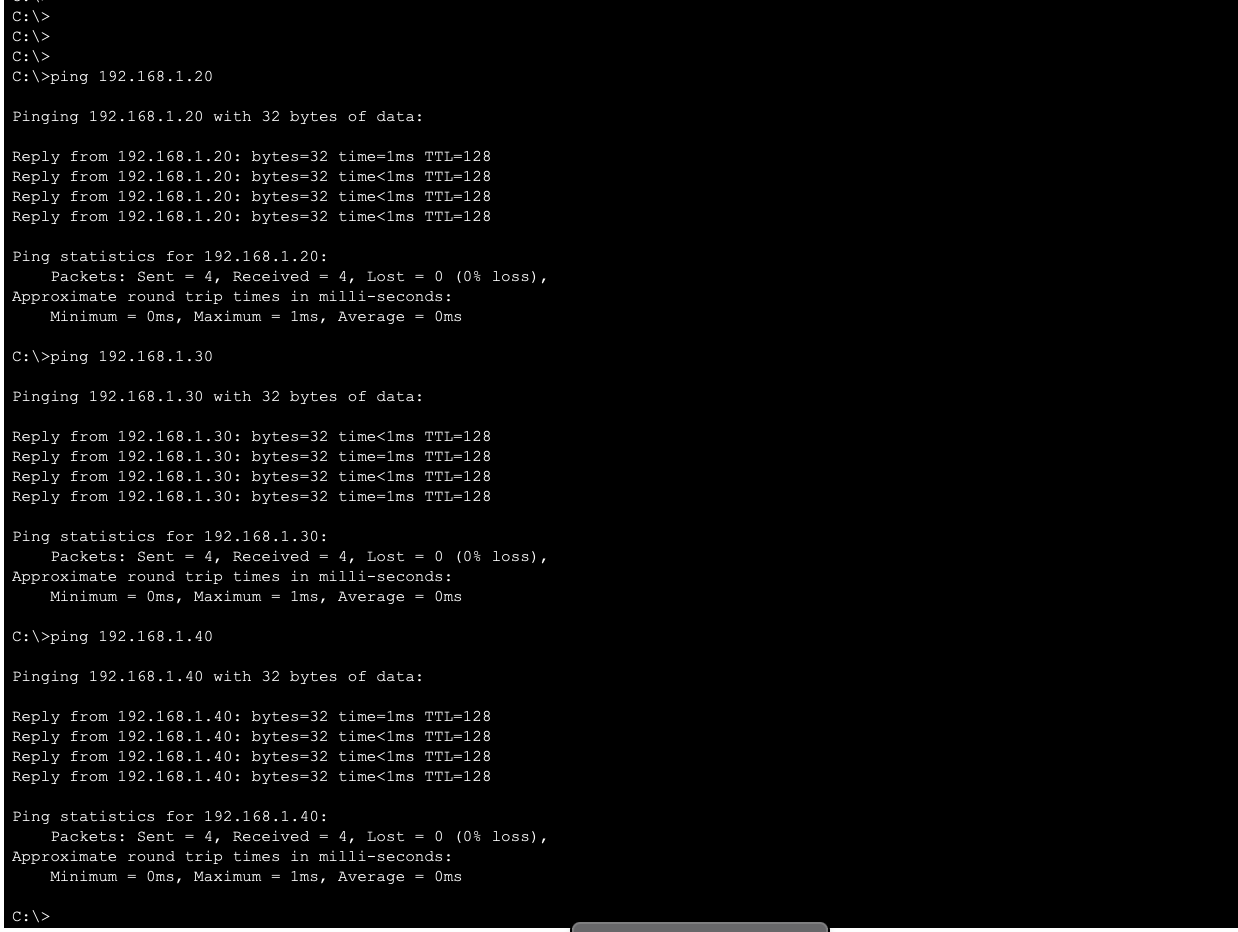 C:\>
C:\>
C:\>
C:\>ping 192.168.1.20
Pinging 192.168.1.20 with 32 bytes of data:
Reply from 192.168.1.20: bytes=32 time=1ms TTL=128
Reply from 192.168.1.20: bytes=32 time<1ms TTL=128
Reply from 192.168.1.20: bytes=32 time<1ms TTL=128
Reply from 192.168.1.20: bytes=32 time<1ms TTL=128
Ping statistics for 192.168.1.20:
    Packets: Sent = 4, Received = 4, Lost = 0 (0% loss),
Approximate round trip times in milli-seconds:
    Minimum = 0ms, Maximum = 1ms, Average = 0ms
C:\>ping 192.168.1.30
Pinging 192.168.1.30 with 32 bytes of data:
Reply from 192.168.1.30: bytes=32 time<1ms TTL=128
Reply from 192.168.1.30: bytes=32 time=1ms TTL=128
Reply from 192.168.1.30: bytes=32 time<1ms TTL=128
Reply from 192.168.1.30: bytes=32 time=1ms TTL=128
Ping statistics for 192.168.1.30:
    Packets: Sent = 4, Received = 4, Lost = 0 (0% loss),
Approximate round trip times in milli-seconds:
    Minimum = 0ms, Maximum = 1ms, Average = 0ms
C:\>ping 192.168.1.40
Pinging 192.168.1.40 with 32 bytes of data:
Reply from 192.168.1.40: bytes=32 time=1ms TTL=128
Reply from 192.168.1.40: bytes=32 time<1ms TTL=128
Reply from 192.168.1.40: bytes=32 time<1ms TTL=128
Reply from 192.168.1.40: bytes=32 time<1ms TTL=128
Ping statistics for 192.168.1.40:
    Packets: Sent = 4, Received = 4, Lost = 0 (0% loss),
Approximate round trip times in milli-seconds:
    Minimum = 0ms, Maximum = 1ms, Average = 0ms
C:\>